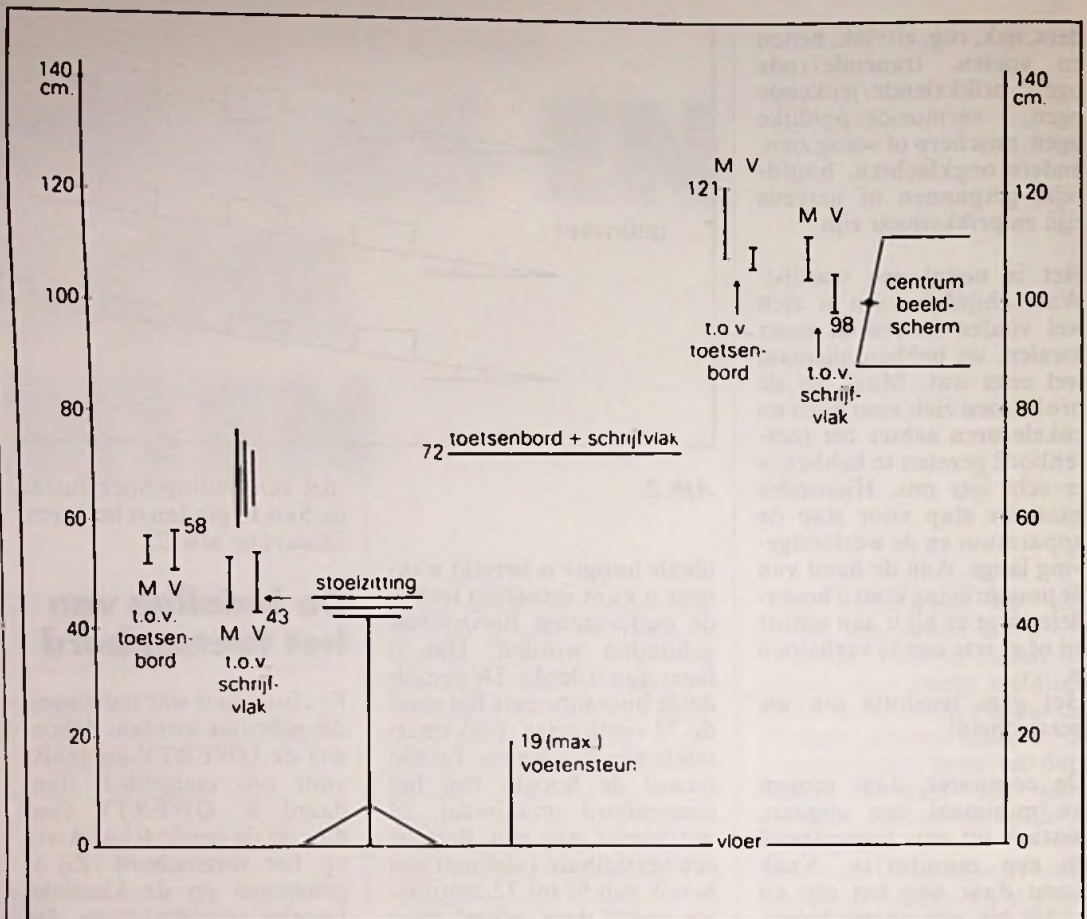 140
cm.
120
100
80
60
40
20
0
58
M V
t.o.v.
toetsen-
bord
43
M V
t.o.v
schrijf-
vlak
stoelzitting
72 toetsenbord + schrijfvlak
19 (max.)
voetensteun
vloer
M V
121
t.o.v
toetsen-
bord
M V
98
t.o.v.
schrijf-
vlak
centrum
beeld-
scherm
140
cm.
120
100
80
60
40
20
0